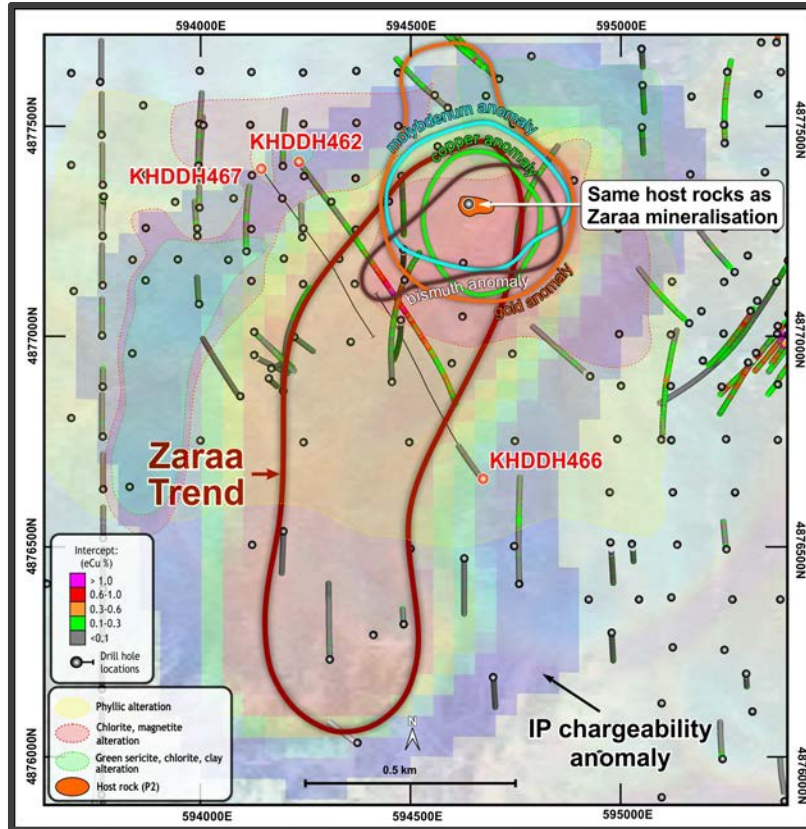 594000E
594500E
595000E
4877500N
4877500N
molybdenum anomaly
copper anomaly
KHDDH462
KHDDH467
Same host rocks as
Zaraa mineralisation
bismuth anomaly
gold anomaly
4877000N
4877000N
Zaraa
Trend
KHDDH466
4876500N
4876500N
Intercept:
(eCu %)
> 1.0
0.6-1.0
0.3-0.6
0.1-0.3
<0.1
Drill hole
locations
Phyllic alteration
Chlorite, magnetite
alteration
Green sericite, chlorite, clay
alteration
Host rock (P2)
IP chargeability
anomaly
N
0.5 km
4876000N
4876000N
594000E
594500E
595000E